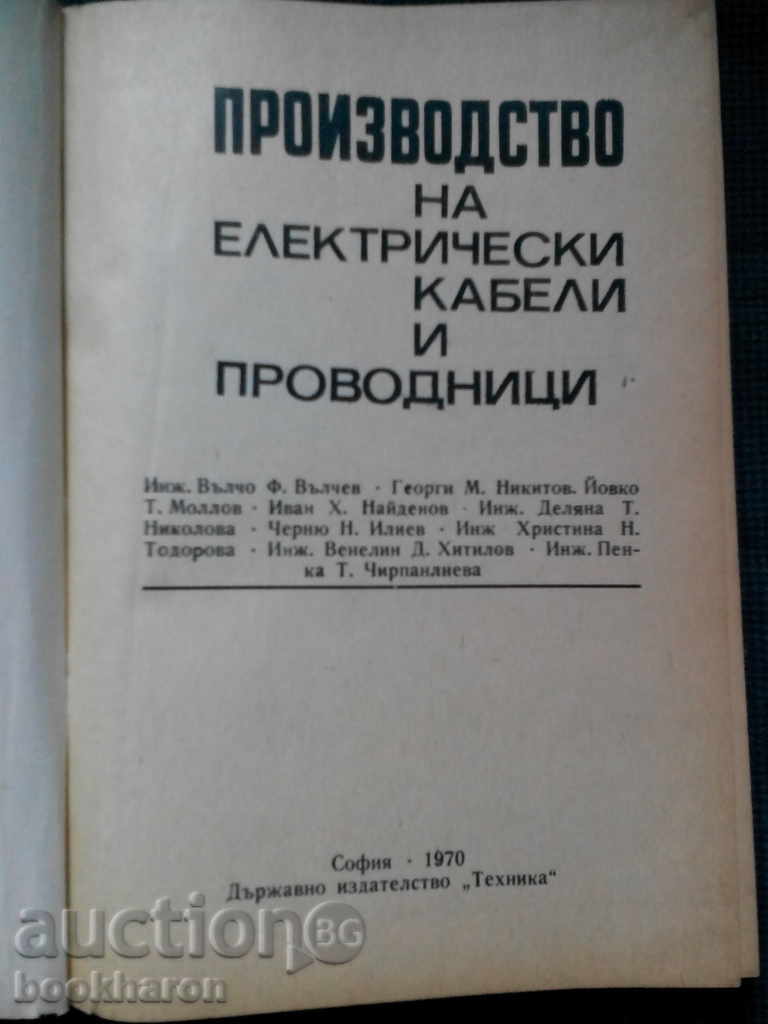 ПРОИЗВОДСТВО
НА
ЕЛЕКТРИЧЕСКИ
КАБЕЛИ
И
ПРОВОДНИЦИ
Инж. Вълчо Ф. Вълчев · Георги М. Никитов. Йовко
Т. Моллов · Иван Х. Найденов · Инж. Деляна Т.
Николова · Черню Н. Илиев · Инж Христина Н.
Тодорова · Инж. Венелин Д. Хитилов · Инж. Пен-
ка Т. Чирпанлиева
София · 1970
Държавно издателство „Техника“
auction BG
bookharon